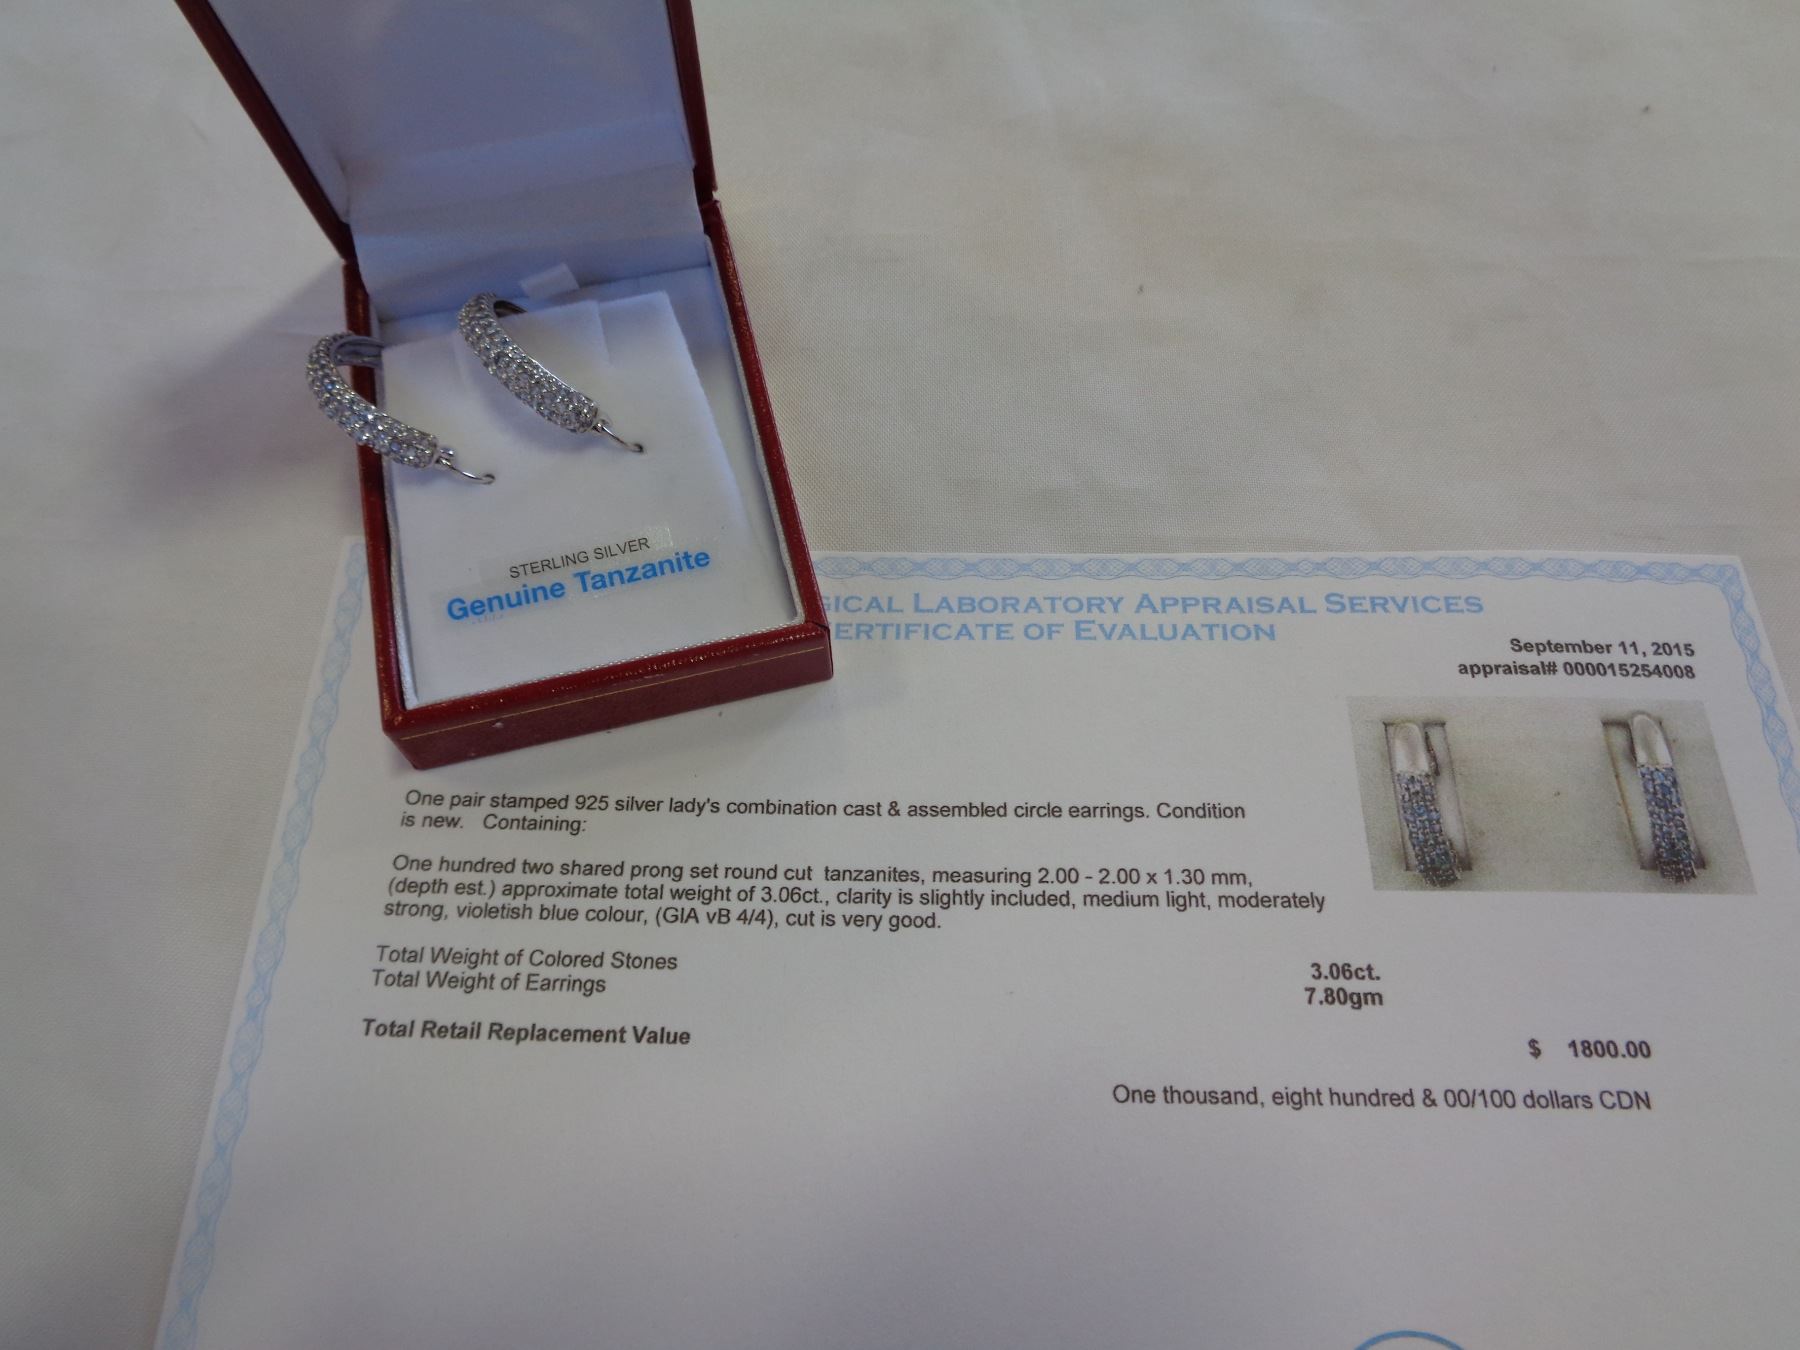 STERLING SILVER
Genuine Tanzanite
LABORATORY APPRAISAL SERVICES
OF EVALUATION
September 11, 2015
appraisal# 000015254008
One pair stamped 925 silver lady's combination cast & assembled circle earrings. Condition
is new. Containing:
One hundred two shared prong set round cut tanzanites, measuring 2.00 - 2.00 x 1.30 mm,
(depth est.) approximate total weight of 3.06ct., clarity is slightly included, medium light, moderately
strong, violetish blue colour, (GIA vB 4/4), cut is very good.
Total Weight of Colored Stones 3.06ct.
Total Weight of Earrings 7.80gm
Total Retail Replacement Value $ 1800.00
One thousand, eight hundred & 00/100 dollars CDN